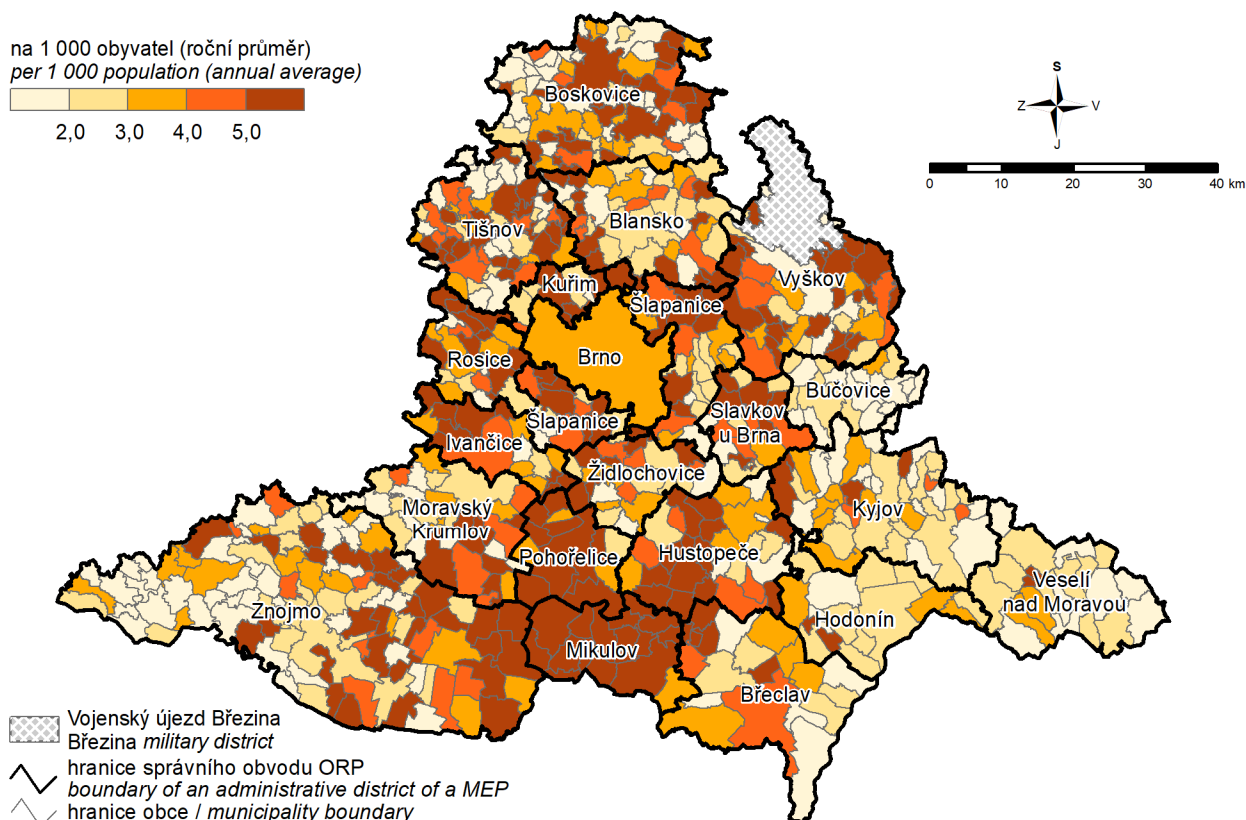 na 1 000 obyvatel (roční průměr)
per 1 000 population (annual average)
2,0 3,0 4,0 5,0
S
Z V
J
0 10 20 30 40 km
Boskovice
Tišnov
Blansko
Vyškov
Kuřim
Šlapanice
Rosice
Brno
Bučovice
Šlapanice
Slavkov
u Brna
Ivančice
Židlochovice
Moravský
Krumlov
Kyjov
Pohořelice
Hustopeče
Znojmo
Veselí
nad Moravou
Hodonín
Mikulov
Břeclav
Vojenský újezd Březina
Březina military district
hranice správního obvodu ORP
boundary of an administrative district of a MEP
hranice obce / municipality boundary